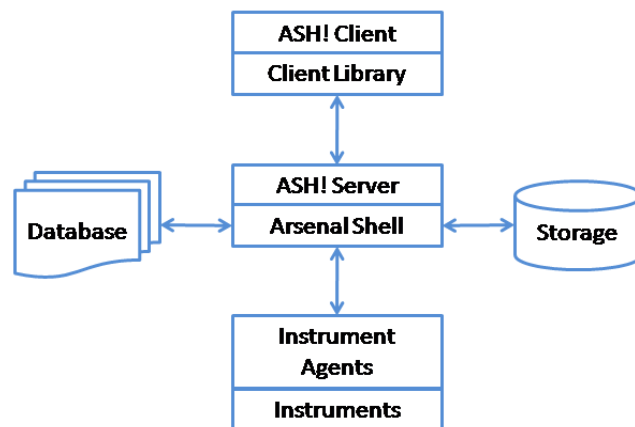 ASH! Client
Client Library
ASH! Server
Database
Arsenal Shell
Storage
Instrument
Agents
Instruments